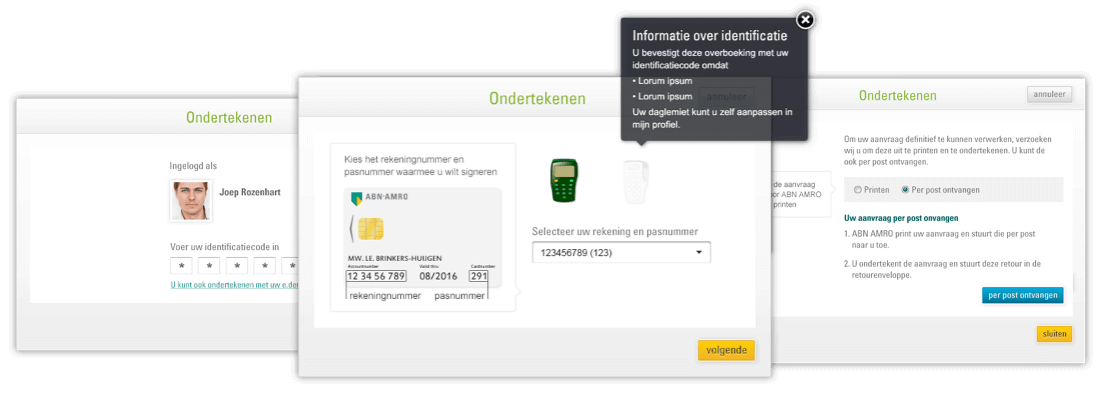 Ondertekenen
Ingelogd als
Joep Rozenhart
Voer uw identificatiecode in
* * * * *
U kunt ook ondertekenen met uw e.den
Ondertekenen
annuleer
Kies het rekeningnummer en
pasnummer waarmee u wilt signeren
ABN·AMRO
MW. I.E. BRINKERS-HUIJGEN
Accountnumber Valid thru Cardnumber
12 34 56 789 08/2016 291
rekeningnummer pasnummer
Selecteer uw rekening en pasnummer
123456789 (123)
volgende
Informatie over identificatie
U bevestigt deze overboeking met uw
identificatiecode omdat
• Lorum ipsum
• Lorum ipsum
Uw daglemiet kunt u zelf aanpassen in
mijn profiel.
Ondertekenen
annuleer
Om uw aanvraag definitief te kunnen verwerken, verzoeken
wij u om deze uit te printen en te ondertekenen. U kunt de
ook per post ontvangen.
de aanvraag
or ABN AMRO
printen
Printen Per post ontvangen
Uw aanvraag per post onvangen
1. ABN AMRO print uw aanvraag en stuurt die per post
naar u toe.
2. U ondertekent de aanvraag en stuurt deze retour in de
retourenveloppe.
per post ontvangen
sluiten